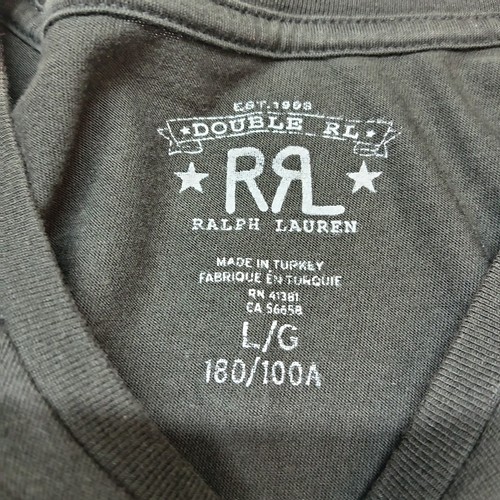 EST.1993
DOUBLE RL
RRL
RALPH LAUREN
MADE IN TURKEY
FABRIQUE EN TURQUIE
RN 41381
CA 56658
L/G
180/100A